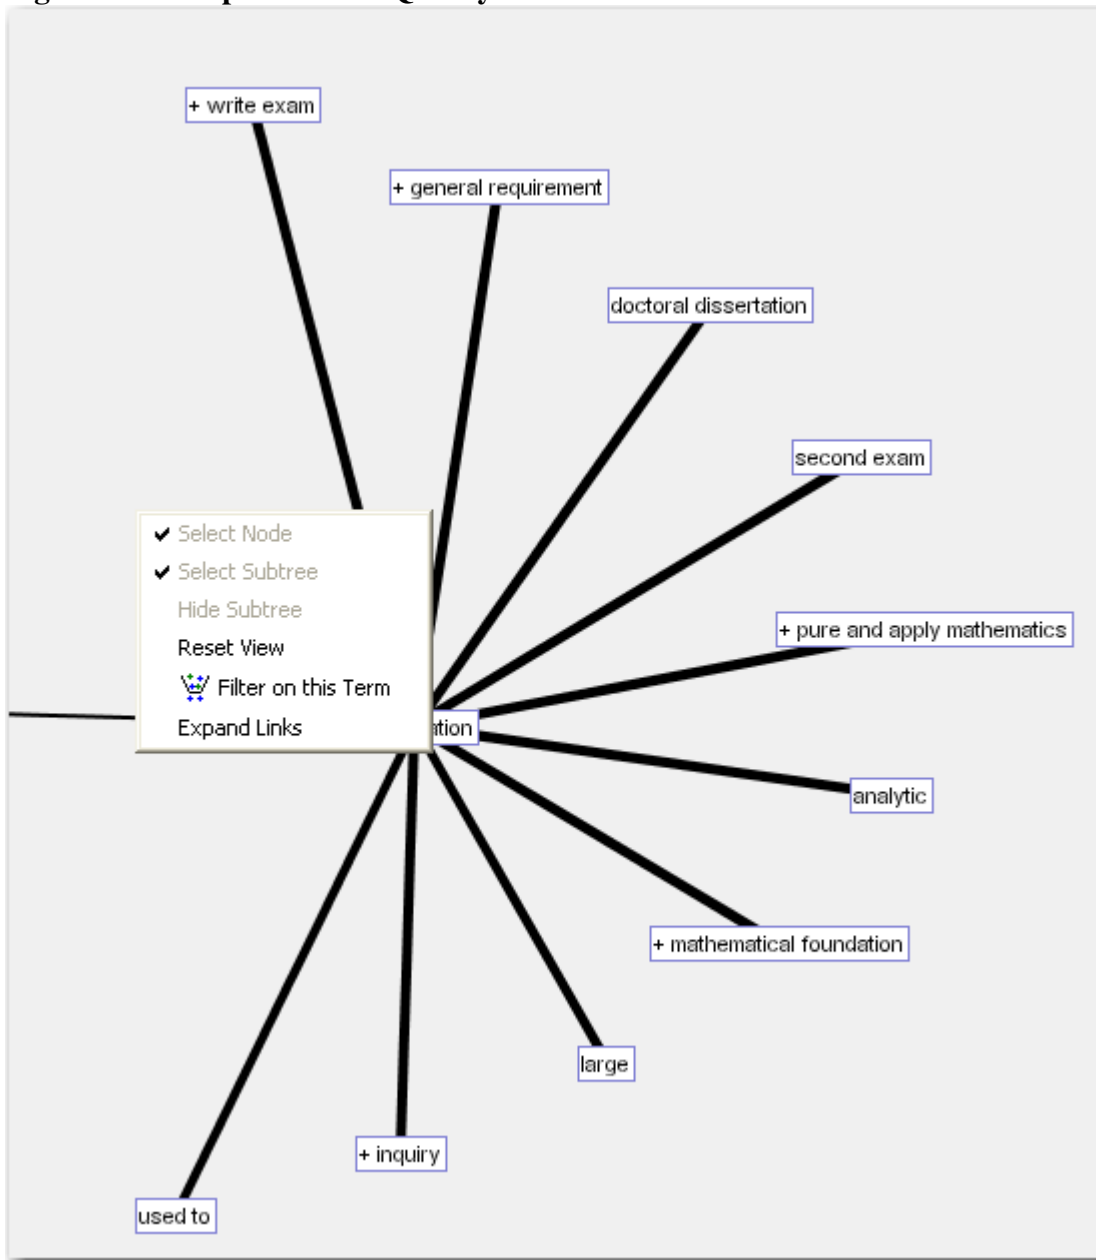 + write exam
+ general requirement
doctoral dissertation
second exam
Select Node
Select Subtree
Hide Subtree
+ pure and apply mathematics
Reset View
Filter on this Term
Expand Links
analytic
+ mathematical foundation
large
+ inquiry
used to